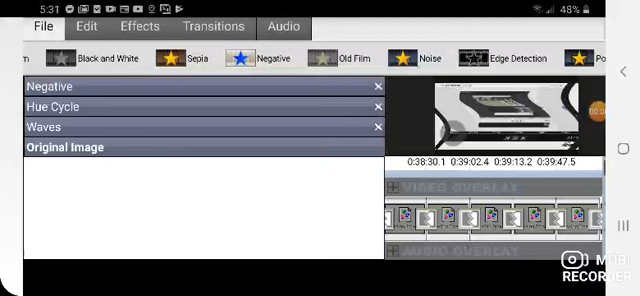 5:31
48%
File Edit Effects Transitions Audio
m Black and White Sepia Negative Old Film Noise Edge Detection Po
Negative
Hue Cycle
Waves
Original Image
0:38:30.1 0:39:02.4 0:39:13.2 0:39:47.5
VIDEO OVERLAY
AUDIO OVERLAY
MOBI
RECORDER